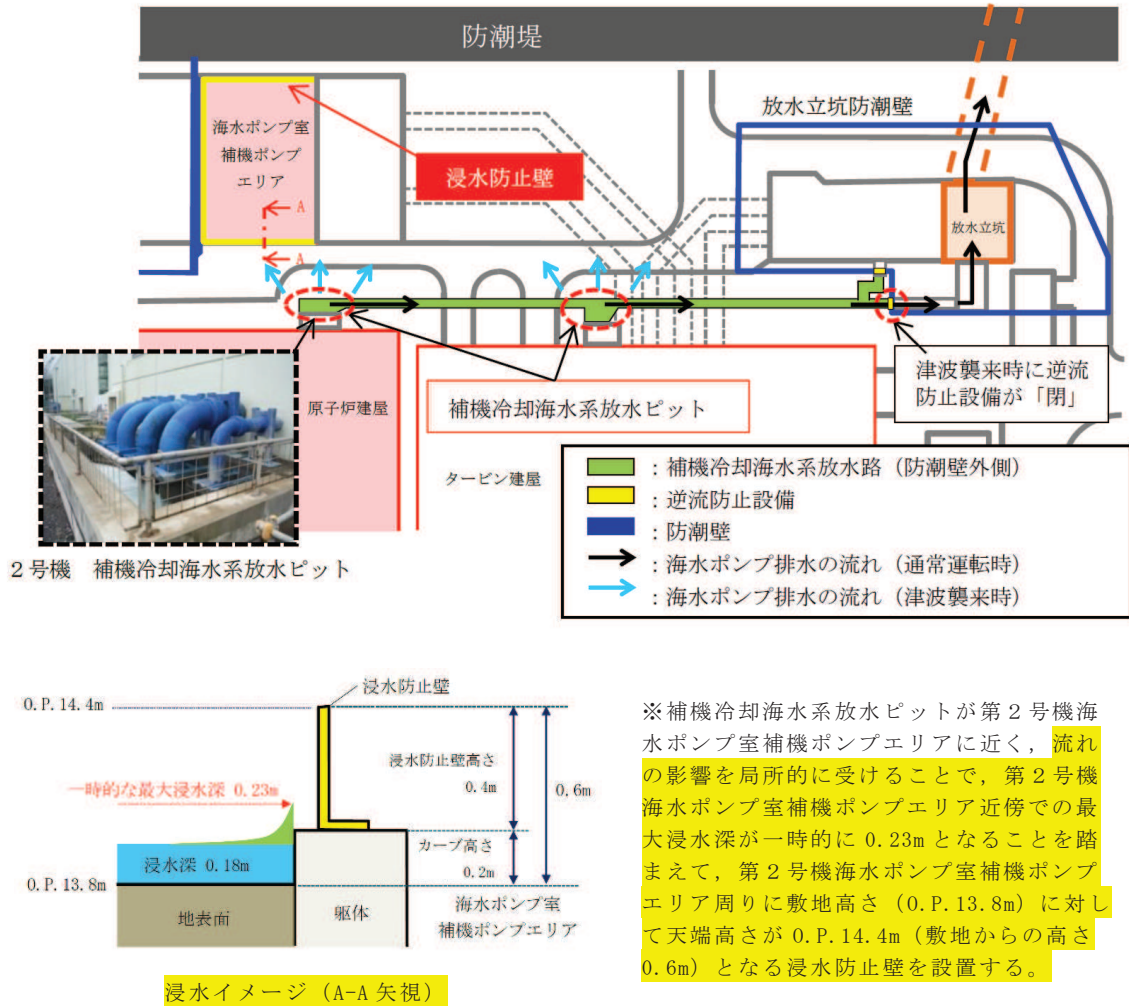 防潮堤
海水ポンプ室
補機ポンプ
エリア
浸水防止壁
A
A
放水立坑防潮壁
放水立坑
原子炉建屋
補機冷却海水系放水ピット
タービン建屋
津波襲来時に逆流
防止設備が「閉」
２号機　補機冷却海水系放水ピット
：補機冷却海水系放水路（防潮壁外側）
：逆流防止設備
：防潮壁
：海水ポンプ排水の流れ（通常運転時）
：海水ポンプ排水の流れ（津波襲来時）
O.P.14.4m
浸水防止壁
一時的な最大浸水深 0.23m
浸水防止壁高さ
0.4m
0.6m
カーブ高さ
0.2m
浸水深 0.18m
O.P.13.8m
地表面
躯体
海水ポンプ室
補機ポンプエリア
浸水イメージ（A-A 矢視）
※補機冷却海水系放水ピットが第２号機海
水ポンプ室補機ポンプエリアに近く，流れ
の影響を局所的に受けることで，第２号機
海水ポンプ室補機ポンプエリア近傍での最
大浸水深が一時的に 0.23m となることを踏
まえて，第２号機海水ポンプ室補機ポンプ
エリア周りに敷地高さ（O.P.13.8m）に対し
て天端高さが O.P.14.4m（敷地からの高さ
0.6m）となる浸水防止壁を設置する。